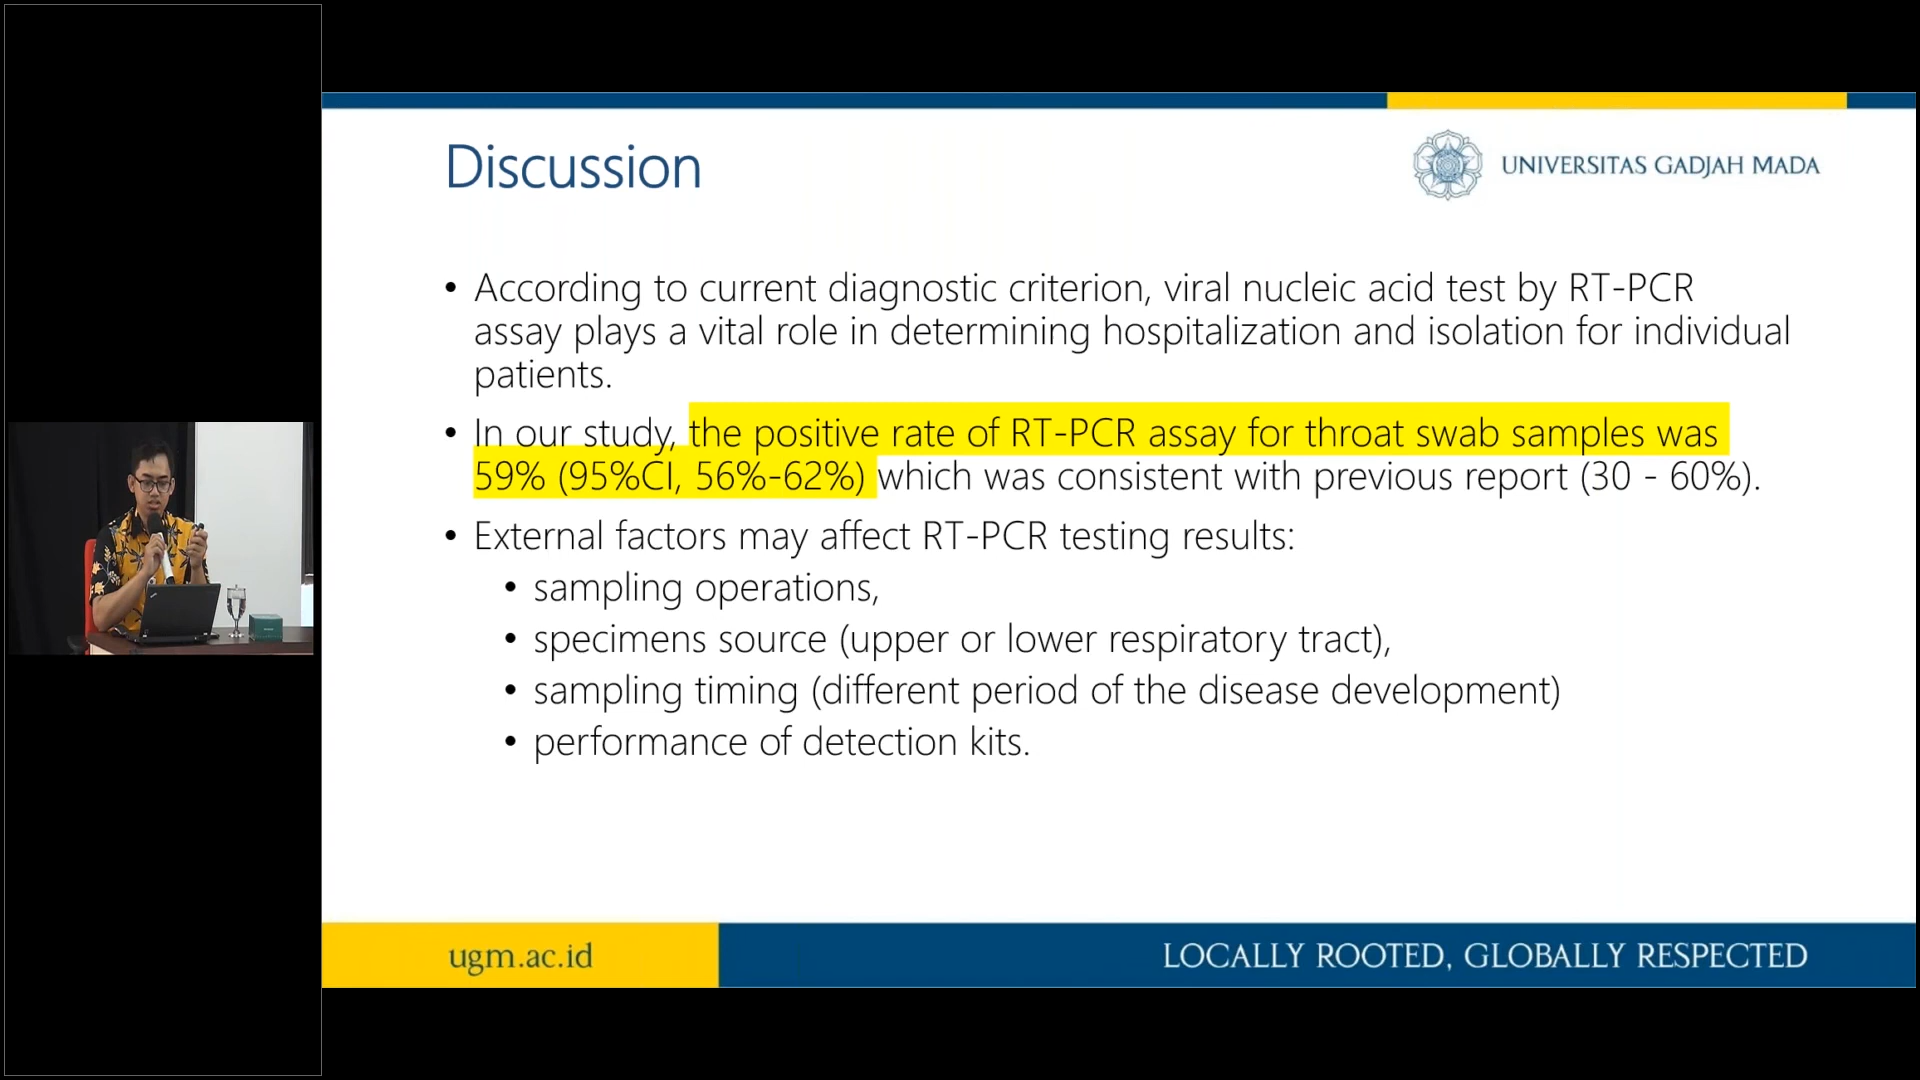 Discussion
UNIVERSITAS GADJAH MADA
• According to current diagnostic criterion, viral nucleic acid test by RT-PCR
assay plays a vital role in determining hospitalization and isolation for individual
patients.
• In our study, the positive rate of RT-PCR assay for throat swab samples was
59% (95%CI, 56%-62%) which was consistent with previous report (30 - 60%).
• External factors may affect RT-PCR testing results:
• sampling operations,
• specimens source (upper or lower respiratory tract),
• sampling timing (different period of the disease development)
• performance of detection kits.
ugm.ac.id
LOCALLY ROOTED, GLOBALLY RESPECTED